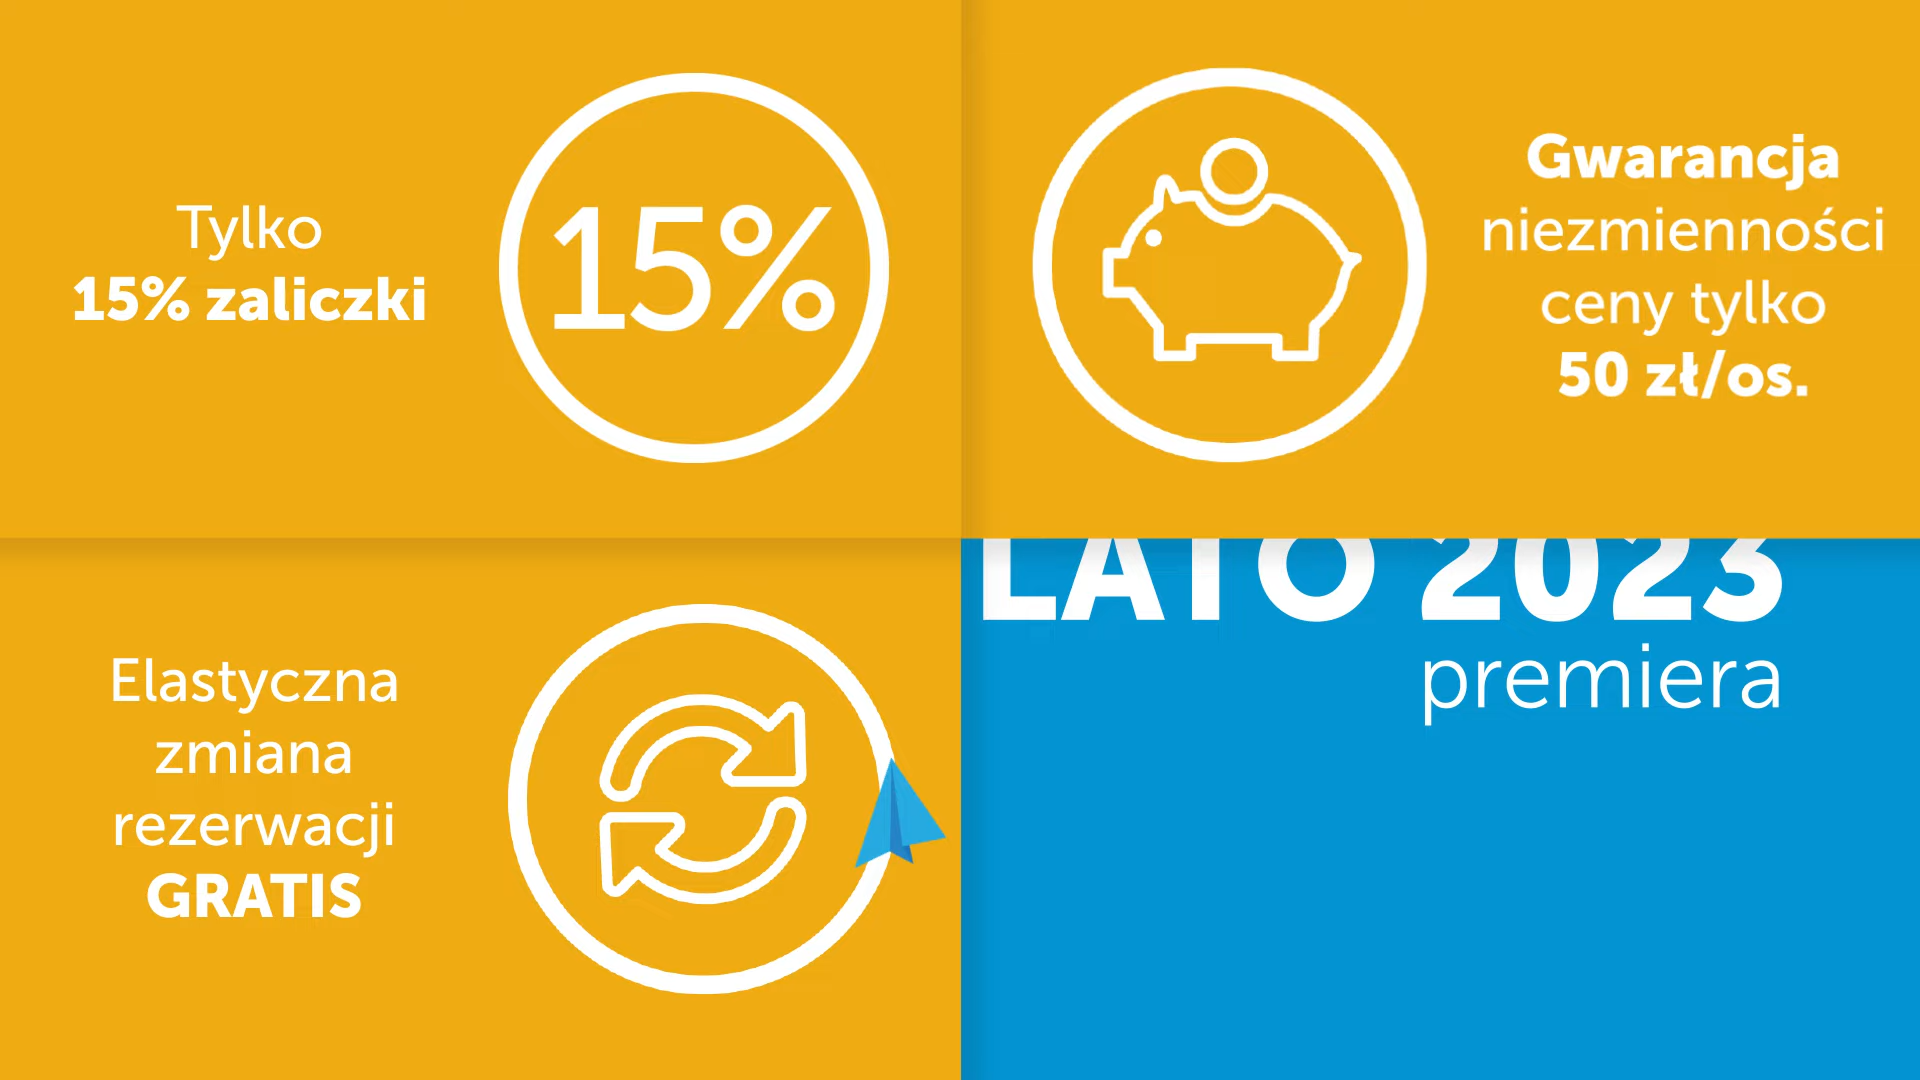 Tylko
15% zaliczki
15%
Gwarancja
niezmienności
ceny tylko
50 zł/os.
Elastyczna
zmiana
rezerwacji
GRATIS
LATO 2023
premiera